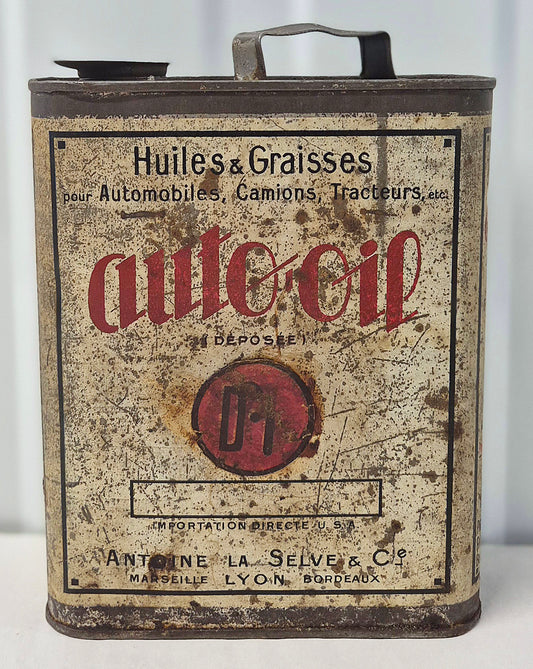 Huiles & Graisses
pour Automobiles, Camions, Tracteurs, etc.
auto-oil
(DÉPOSÉE)
D.1
IMPORTATION DIRECTE U.S.A
ANTOINE LA SELVE & Cie
MARSEILLE LYON BORDEAUX